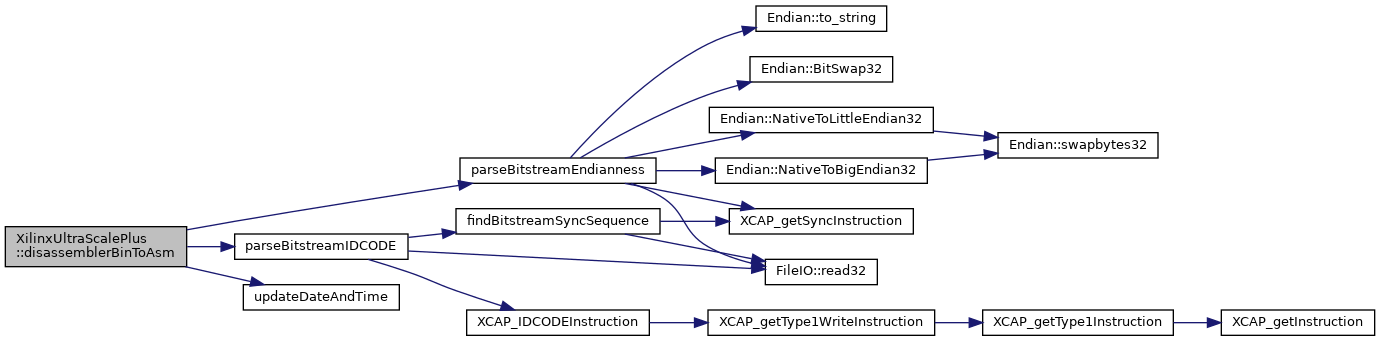 XilinxUltraScalePlus
::disassemblerBinToAsm
parseBitstreamEndianness
parseBitstreamIDCODE
updateDateAndTime
findBitstreamSyncSequence
XCAP_IDCODEInstruction
Endian::to_string
Endian::BitSwap32
Endian::NativeToLittleEndian32
Endian::NativeToBigEndian32
XCAP_getSyncInstruction
FileIO::read32
XCAP_getType1WriteInstruction
Endian::swapbytes32
XCAP_getType1Instruction
XCAP_getInstruction